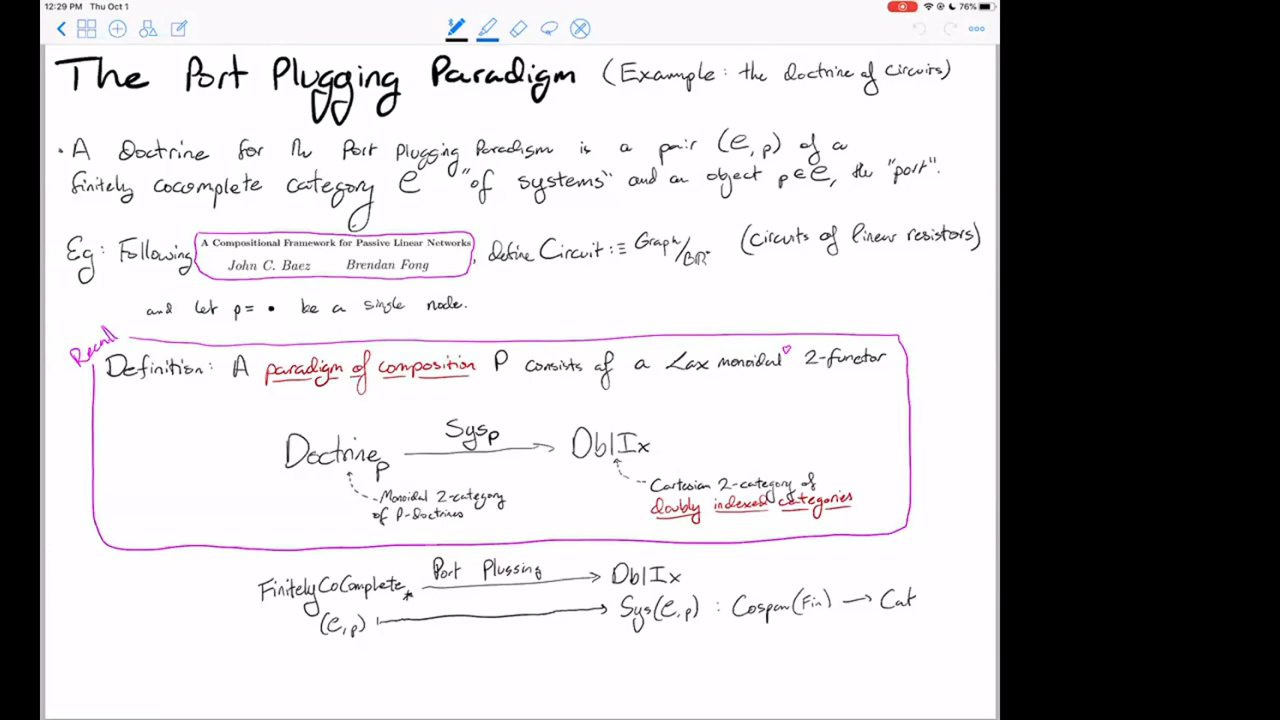 12:29 PM Thu Oct 1
76%
The Port Plugging Paradigm (Example: the doctrine of circuits)
• A Doctrine for the Port Plugging Paradigm is a pair (C, p) of a
finitely cocomplete category C "of systems" and an object p ∈ C, the "port".
Eg: Following A Compositional Framework for Passive Linear Networks
John C. Baez Brendan Fong
, define Circuit :≡ Graph/BR⁺ (circuits of linear resistors)
and let p = • be a single node.
Recall
Definition: A paradigm of composition P consists of a Lax monoidal♡ 2-functor
Doctrine_P Sys_P → DblIx
Monoidal 2-category
of P-doctrines
Cartesian 2-category of
doubly indexed categories
FinitelyCoComplete_* Port Plugging → DblIx
(C, p) ↦ Sys(C, p) : Cospan(Fin) → Cat